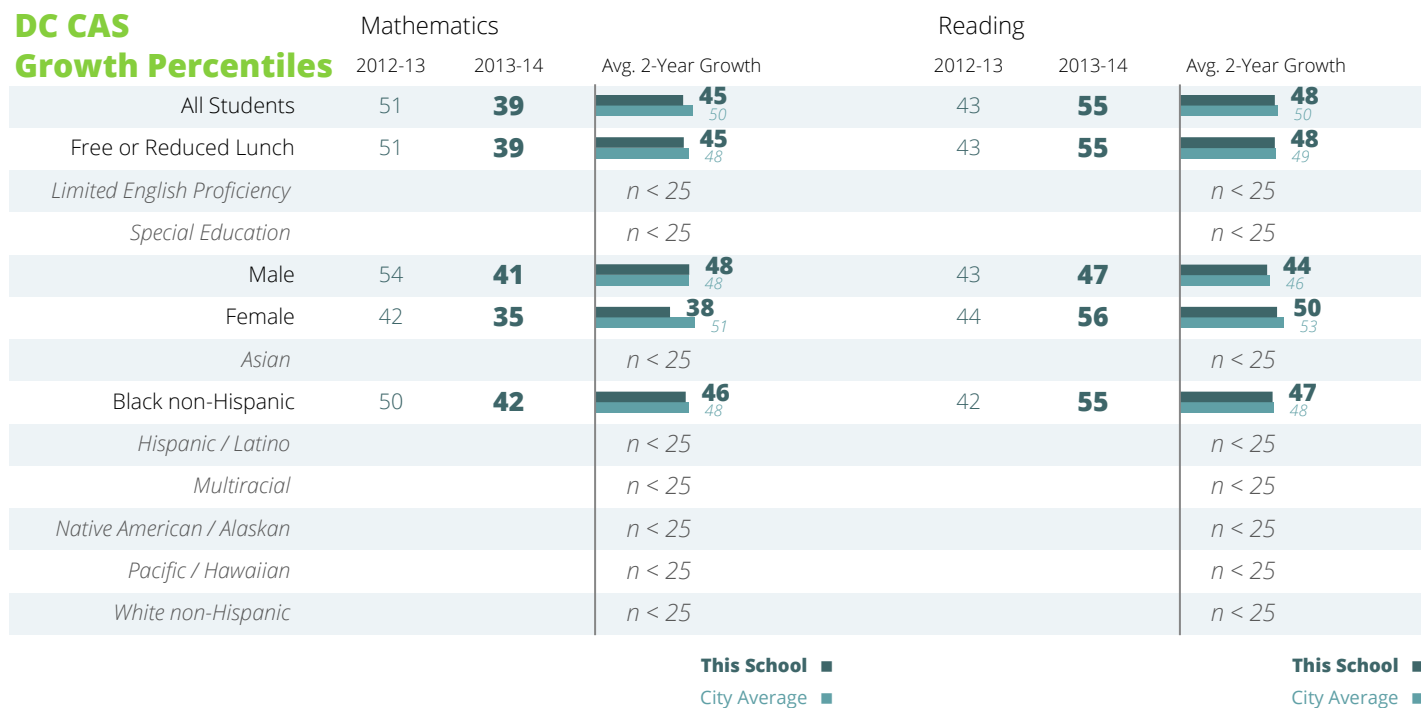 DC CAS
Growth Percentiles
Mathematics Reading
2012-13 2013-14 Avg. 2-Year Growth 2012-13 2013-14 Avg. 2-Year Growth
All Students 51 39 45 50 43 55 48 50
Free or Reduced Lunch 51 39 45 48 43 55 48 49
Limited English Proficiency n < 25 n < 25
Special Education n < 25 n < 25
Male 54 41 48 48 43 47 44 46
Female 42 35 38 51 44 56 50 53
Asian n < 25 n < 25
Black non-Hispanic 50 42 46 48 42 55 47 48
Hispanic / Latino n < 25 n < 25
Multiracial n < 25 n < 25
Native American / Alaskan n < 25 n < 25
Pacific / Hawaiian n < 25 n < 25
White non-Hispanic n < 25 n < 25
This School This School
City Average City Average